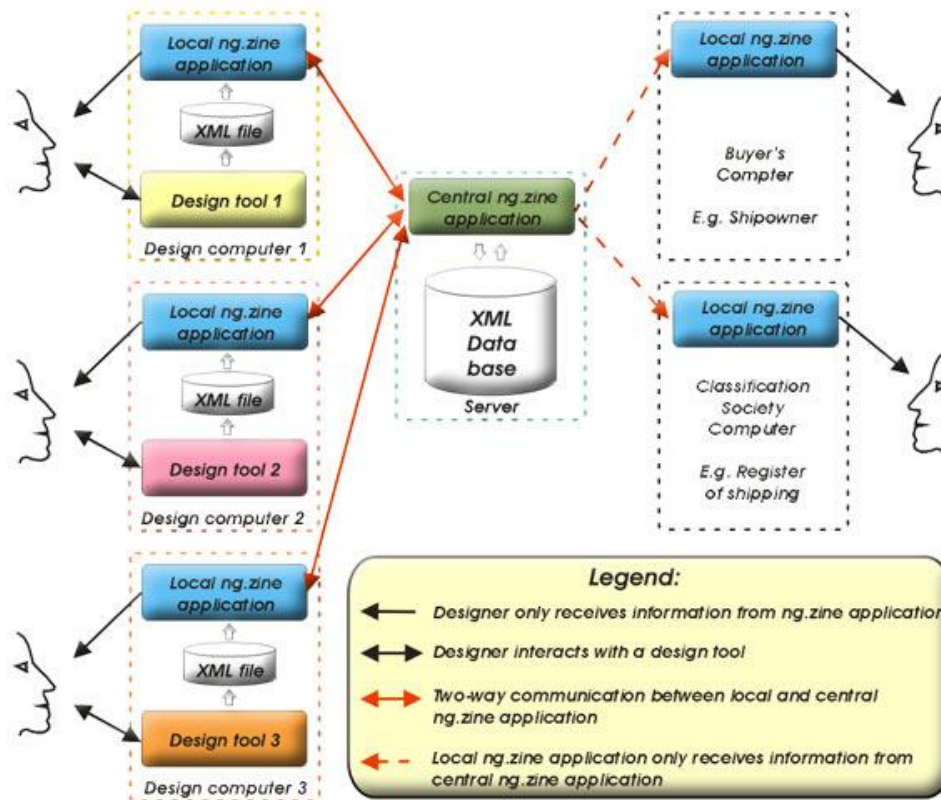 Local ng.zine
application
XML file
Design tool 1
Design computer 1
Local ng.zine
application
XML file
Design tool 2
Design computer 2
Local ng.zine
application
XML file
Design tool 3
Design computer 3
Central ng.zine
application
XML
Data
base
Server
Local ng.zine
application
Buyer's
Compter
E.g. Shipowner
Local ng.zine
application
Classification
Society
Computer
E.g. Register
of shipping
Legend:
Designer only receives information from ng.zine application
Designer interacts with a design tool
Two-way communication between local and central
ng.zine application
Local ng.zine application only receives information from
central ng.zine application